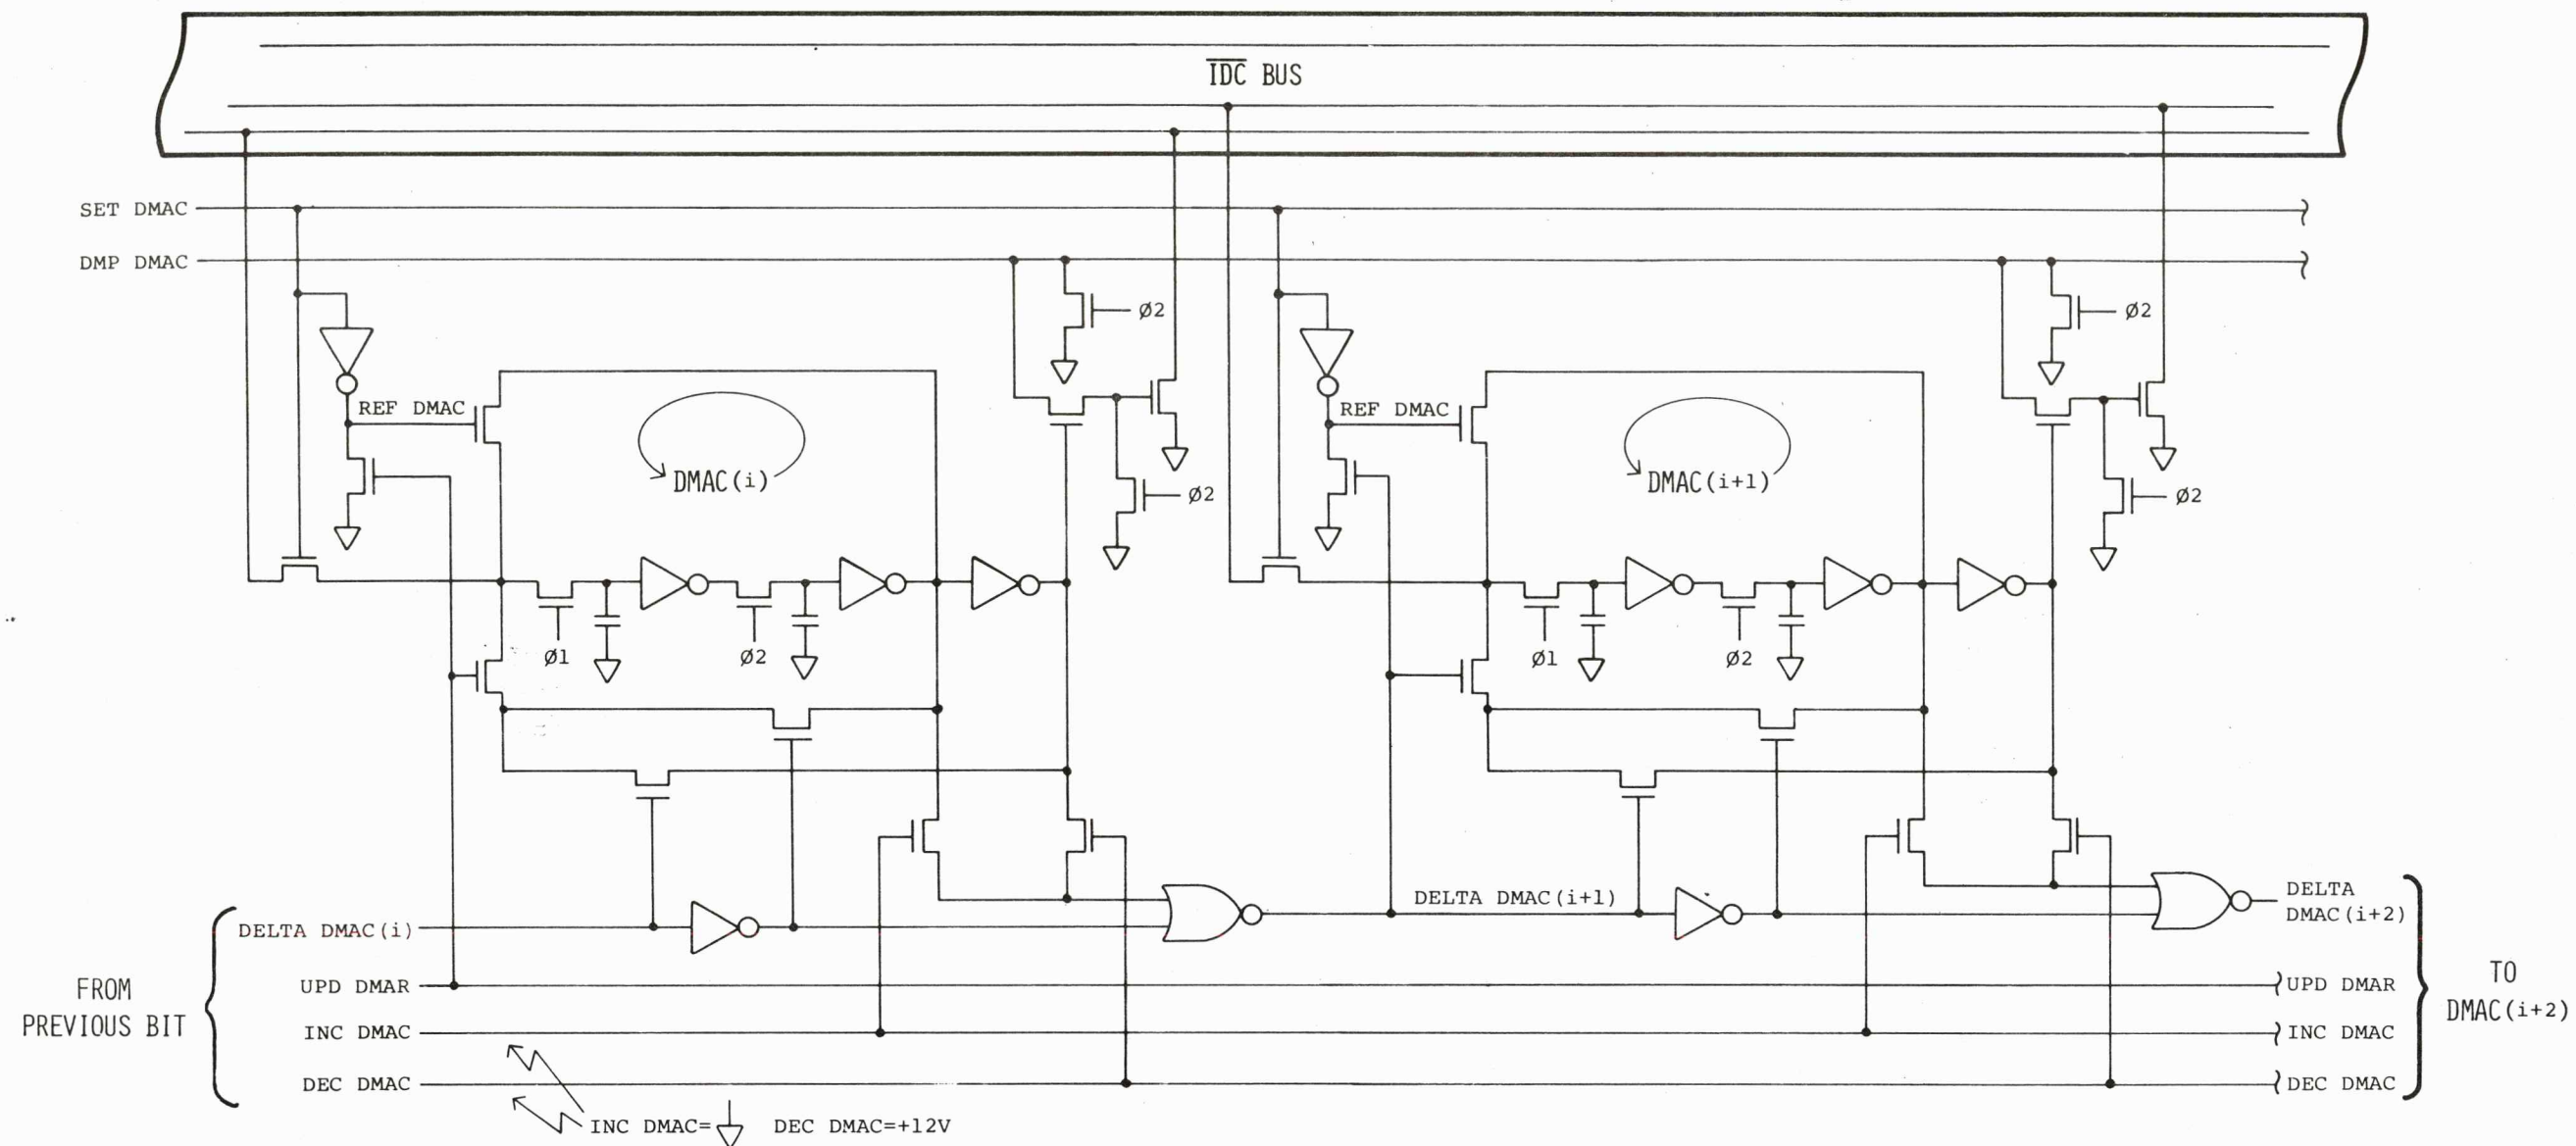 I̅D̅C̅ BUS
SET DMAC
DMP DMAC
Ø2
Ø2
REF DMAC
REF DMAC
DMAC(i)
DMAC(i+1)
Ø2
Ø2
Ø1
Ø2
Ø1
Ø2
DELTA DMAC(i+1)
DELTA
DMAC(i+2)
DELTA DMAC(i)
FROM
PREVIOUS BIT
UPD DMAR
UPD DMAR
TO
DMAC(i+2)
INC DMAC
INC DMAC
DEC DMAC
DEC DMAC
INC DMAC= DEC DMAC=+12V